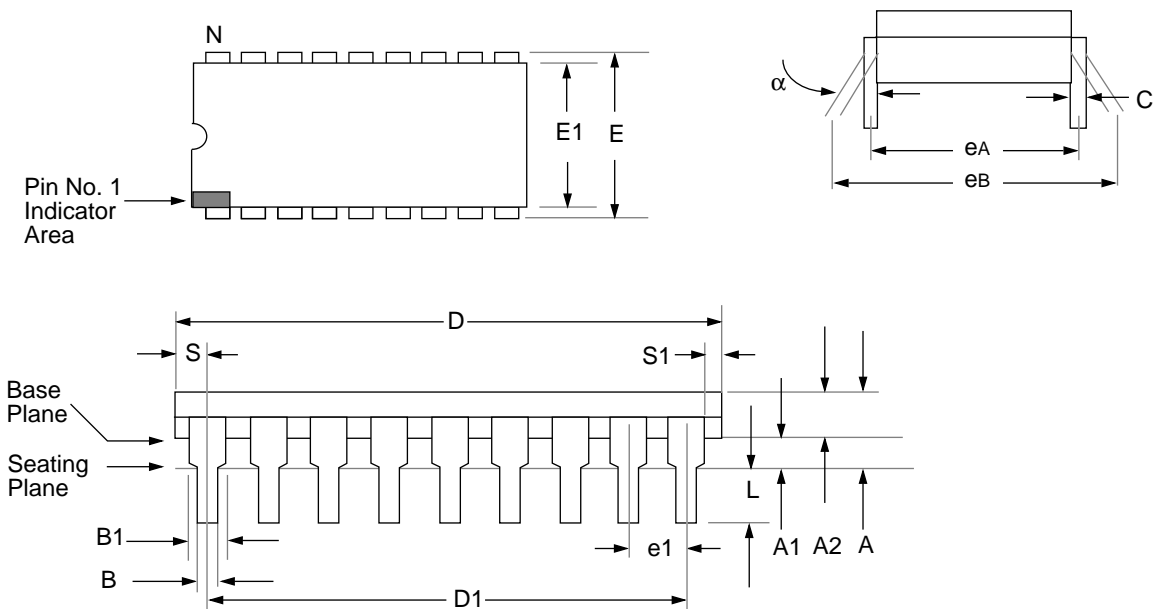 N
E1
E
Pin No. 1
Indicator
Area
α
C
eA
eB
D
S
S1
Base
Plane
Seating
Plane
L
B1
e1
A1
A2
A
B
D1